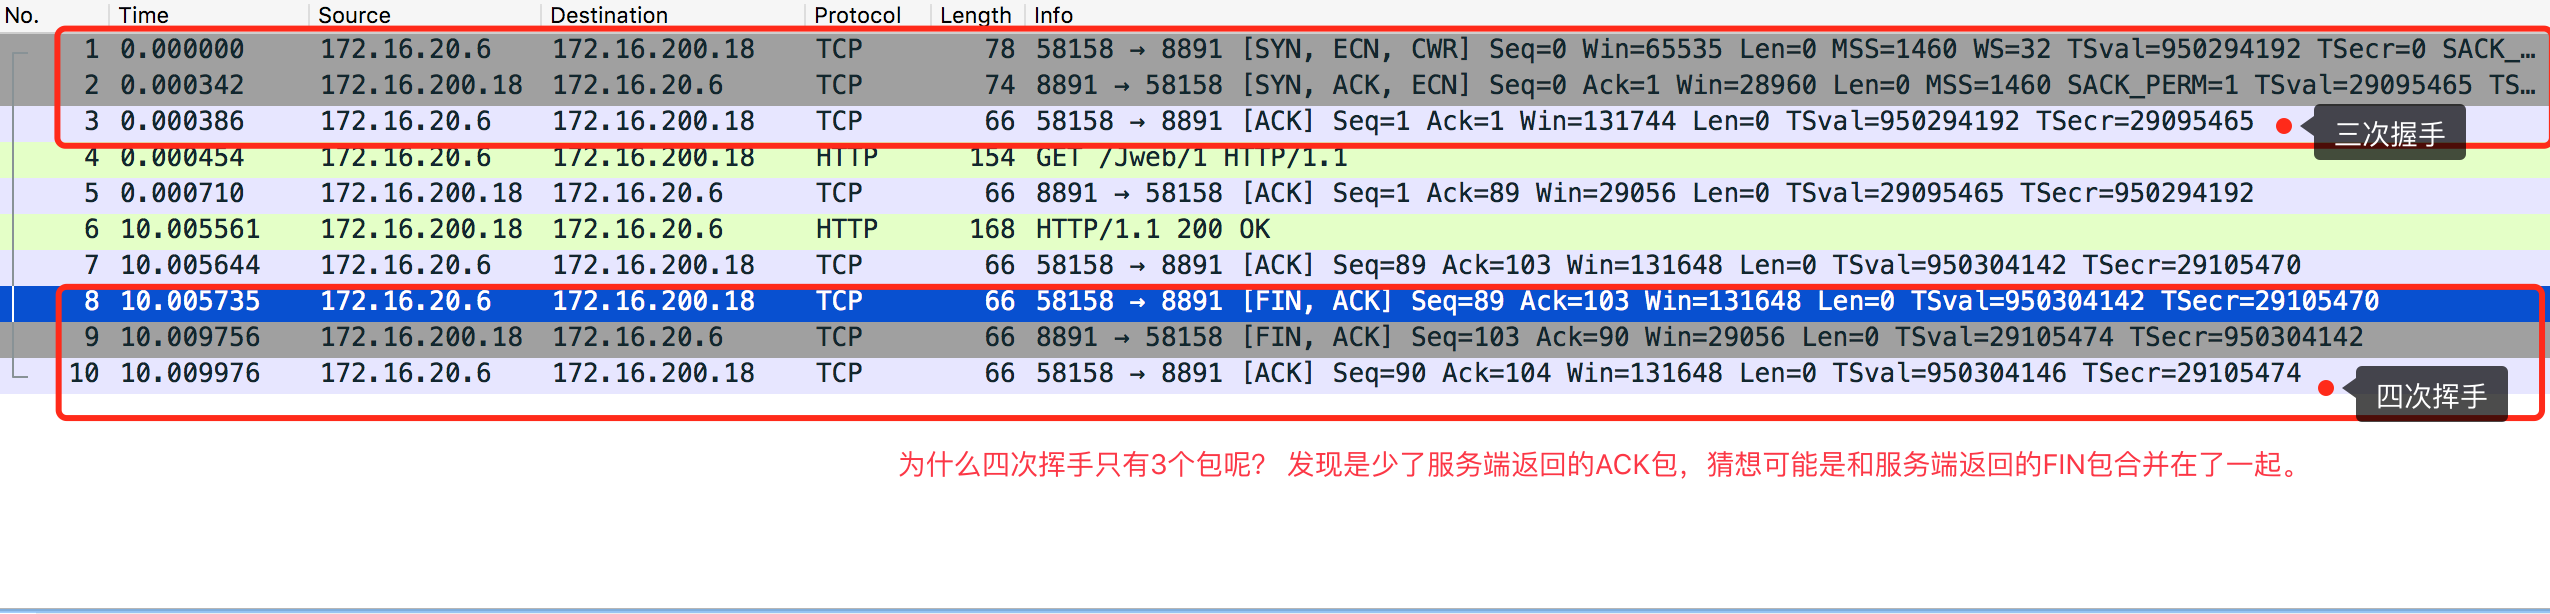 No. Time Source Destination Protocol Length Info
1 0.000000 172.16.20.6 172.16.200.18 TCP 78 58158 → 8891 [SYN, ECN, CWR] Seq=0 Win=65535 Len=0 MSS=1460 WS=32 TSval=950294192 TSecr=0 SACK_…
2 0.000342 172.16.200.18 172.16.20.6 TCP 74 8891 → 58158 [SYN, ACK, ECN] Seq=0 Ack=1 Win=28960 Len=0 MSS=1460 SACK_PERM=1 TSval=29095465 TS…
3 0.000386 172.16.20.6 172.16.200.18 TCP 66 58158 → 8891 [ACK] Seq=1 Ack=1 Win=131744 Len=0 TSval=950294192 TSecr=29095465
三次握手
4 0.000454 172.16.20.6 172.16.200.18 HTTP 154 GET /Jweb/1 HTTP/1.1
5 0.000710 172.16.200.18 172.16.20.6 TCP 66 8891 → 58158 [ACK] Seq=1 Ack=89 Win=29056 Len=0 TSval=29095465 TSecr=950294192
6 10.005561 172.16.200.18 172.16.20.6 HTTP 168 HTTP/1.1 200 OK
7 10.005644 172.16.20.6 172.16.200.18 TCP 66 58158 → 8891 [ACK] Seq=89 Ack=103 Win=131648 Len=0 TSval=950304142 TSecr=29105470
8 10.005735 172.16.20.6 172.16.200.18 TCP 66 58158 → 8891 [FIN, ACK] Seq=89 Ack=103 Win=131648 Len=0 TSval=950304142 TSecr=29105470
9 10.009756 172.16.200.18 172.16.20.6 TCP 66 8891 → 58158 [FIN, ACK] Seq=103 Ack=90 Win=29056 Len=0 TSval=29105474 TSecr=950304142
10 10.009976 172.16.20.6 172.16.200.18 TCP 66 58158 → 8891 [ACK] Seq=90 Ack=104 Win=131648 Len=0 TSval=950304146 TSecr=29105474
四次挥手
为什么四次挥手只有3个包呢? 发现是少了服务端返回的ACK包，猜想可能是和服务端返回的FIN包合并在了一起。